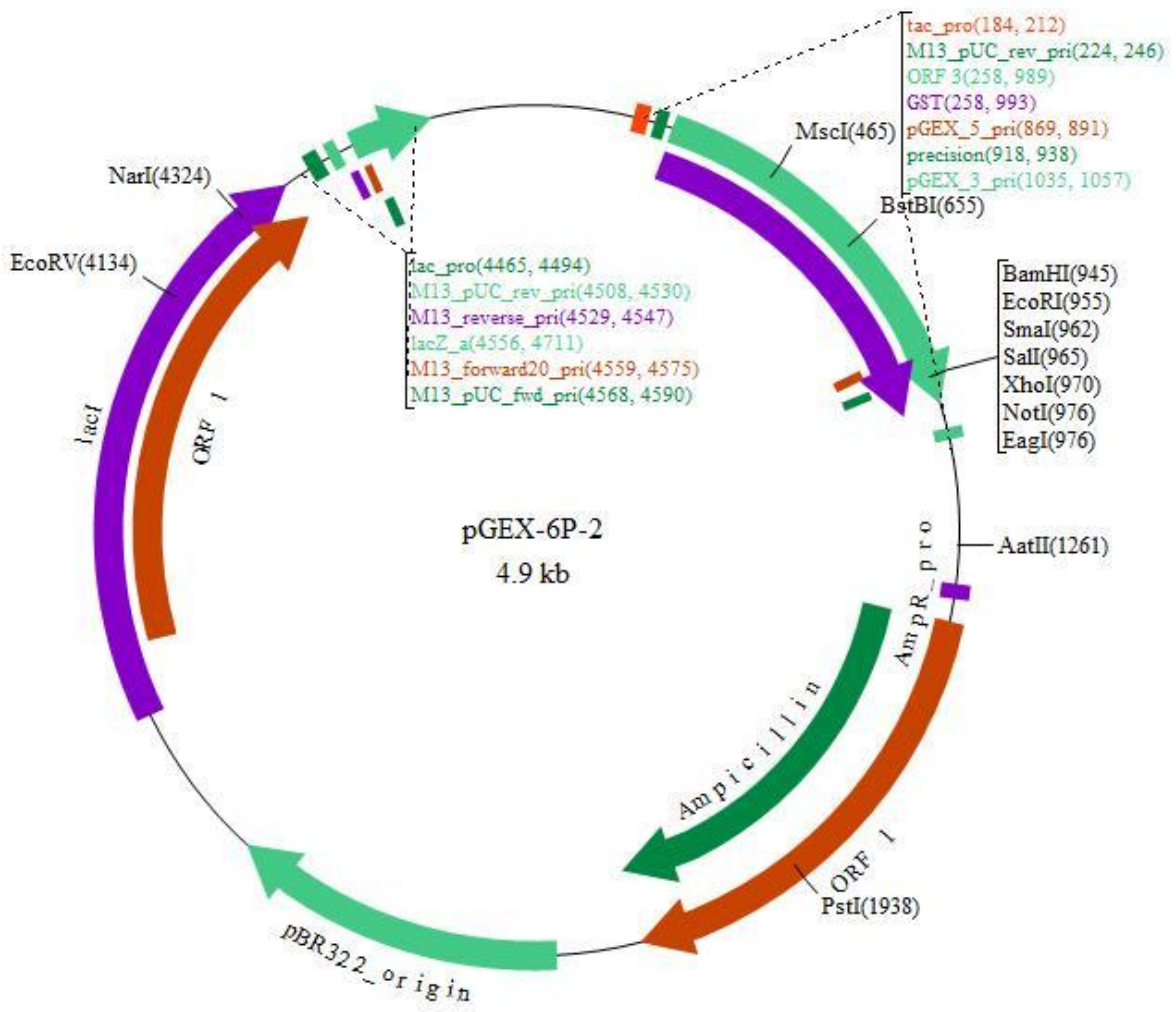 tac_pro(184, 212)
M13_pUC_rev_pri(224, 246)
ORF 3(258, 989)
GST(258, 993)
pGEX_5_pri(869, 891)
precision(918, 938)
pGEX_3_pri(1035, 1057)
MscI(465)
BstBI(655)
NarI(4324)
EcoRV(4134)
lac_pro(4465, 4494)
M13_pUC_rev_pri(4508, 4530)
M13_reverse_pri(4529, 4547)
lacZ_a(4556, 4711)
M13_forward20_pri(4559, 4575)
M13_pUC_fwd_pri(4568, 4590)
BamHI(945)
EcoRI(955)
SmaI(962)
SalI(965)
XhoI(970)
NotI(976)
EagI(976)
lacI
ORF 1
pGEX-6P-2
4.9 kb
AatII(1261)
AmpR_pro
Ampicillin
ORF 1
PstI(1938)
pBR322_origin